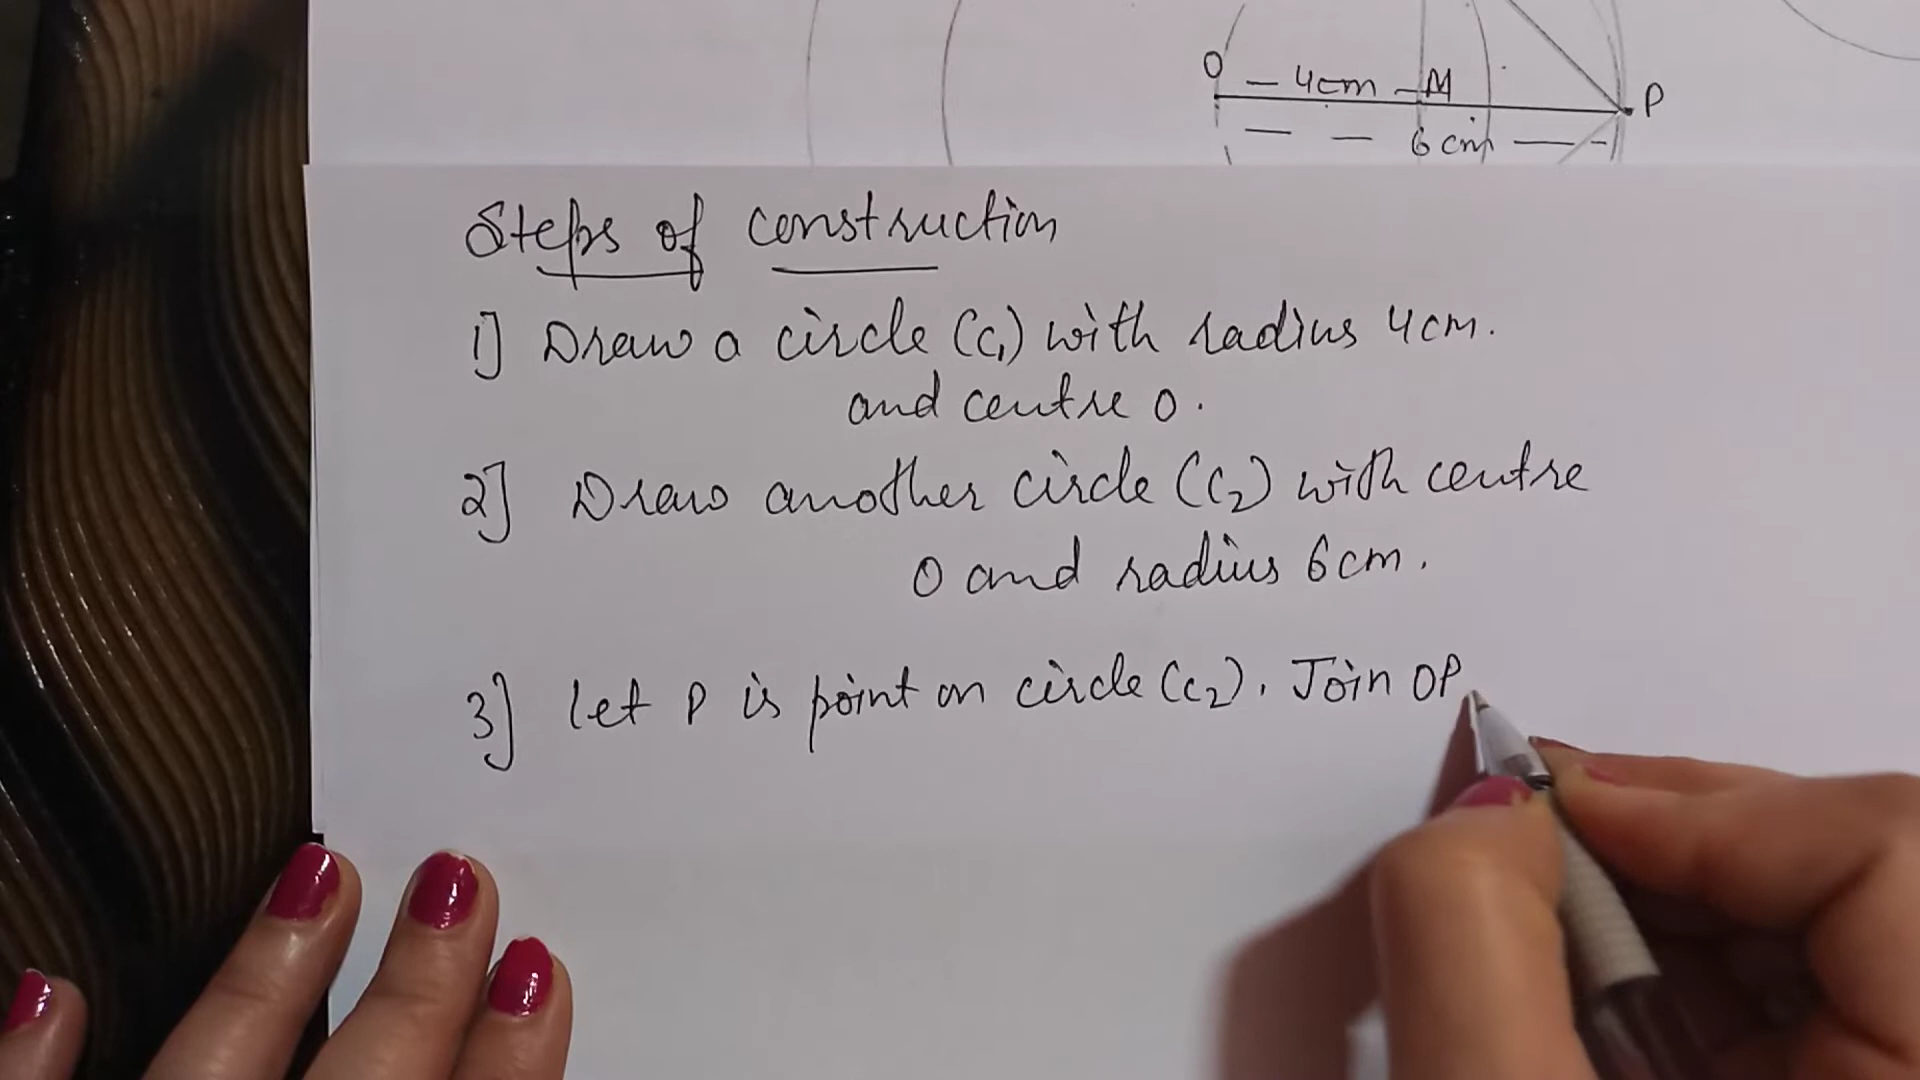 O
— 4cm - M
P
— — 6 cm — -
Steps of construction
1] Draw a circle (C₁) with radius 4cm.
and centre O.
2] Draw another circle (C₂) with centre
O and radius 6cm.
3] Let P is point on circle (C₂). Join OP